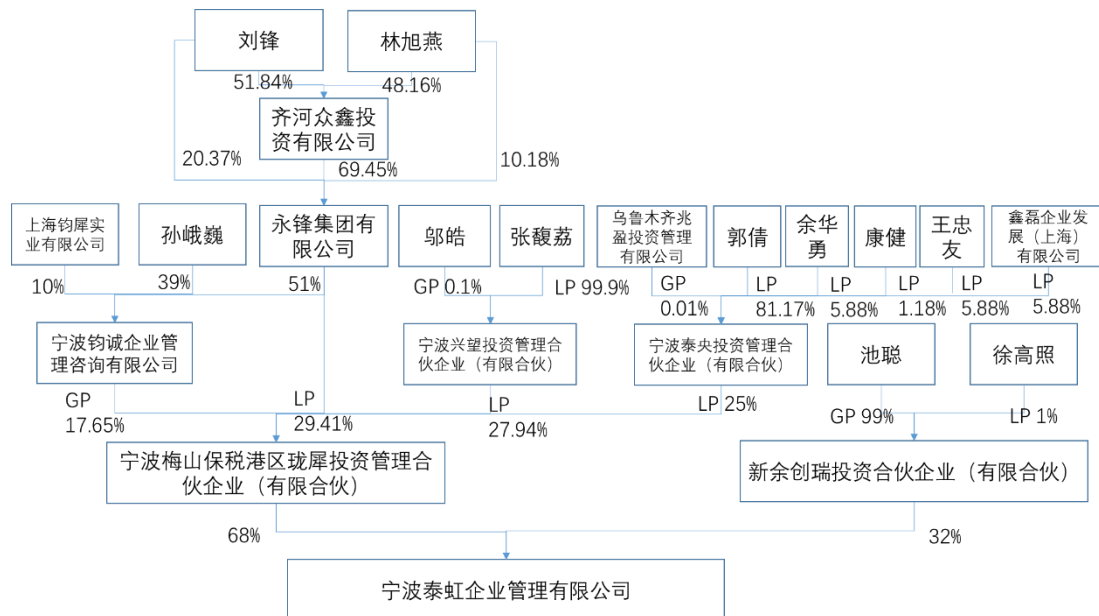 刘锋
林旭燕
51.84%
48.16%
齐河众鑫投
资有限公司
20.37%
69.45%
10.18%
上海钧犀实
业有限公司
孙峨巍
永锋集团有
限公司
邬皓
张馥荔
乌鲁木齐兆
盈投资管理
有限公司
郭倩
余华
勇
康健
王忠
友
鑫磊企业发
展（上海）
有限公司
10%
39%
51%
GP 0.1%
LP 99.9%
GP
0.01%
LP
81.17%
LP
5.88%
LP
1.18%
LP
5.88%
LP
5.88%
宁波钧诚企业管
理咨询有限公司
宁波兴望投资管理合
伙企业（有限合伙）
宁波泰央投资管理合
伙企业（有限合伙）
池聪
徐高照
GP
17.65%
LP
29.41%
LP
27.94%
LP 25%
GP 99%
LP 1%
宁波梅山保税港区珑犀投资管理合
伙企业（有限合伙）
新余创瑞投资合伙企业（有限合伙）
68%
32%
宁波泰虹企业管理有限公司